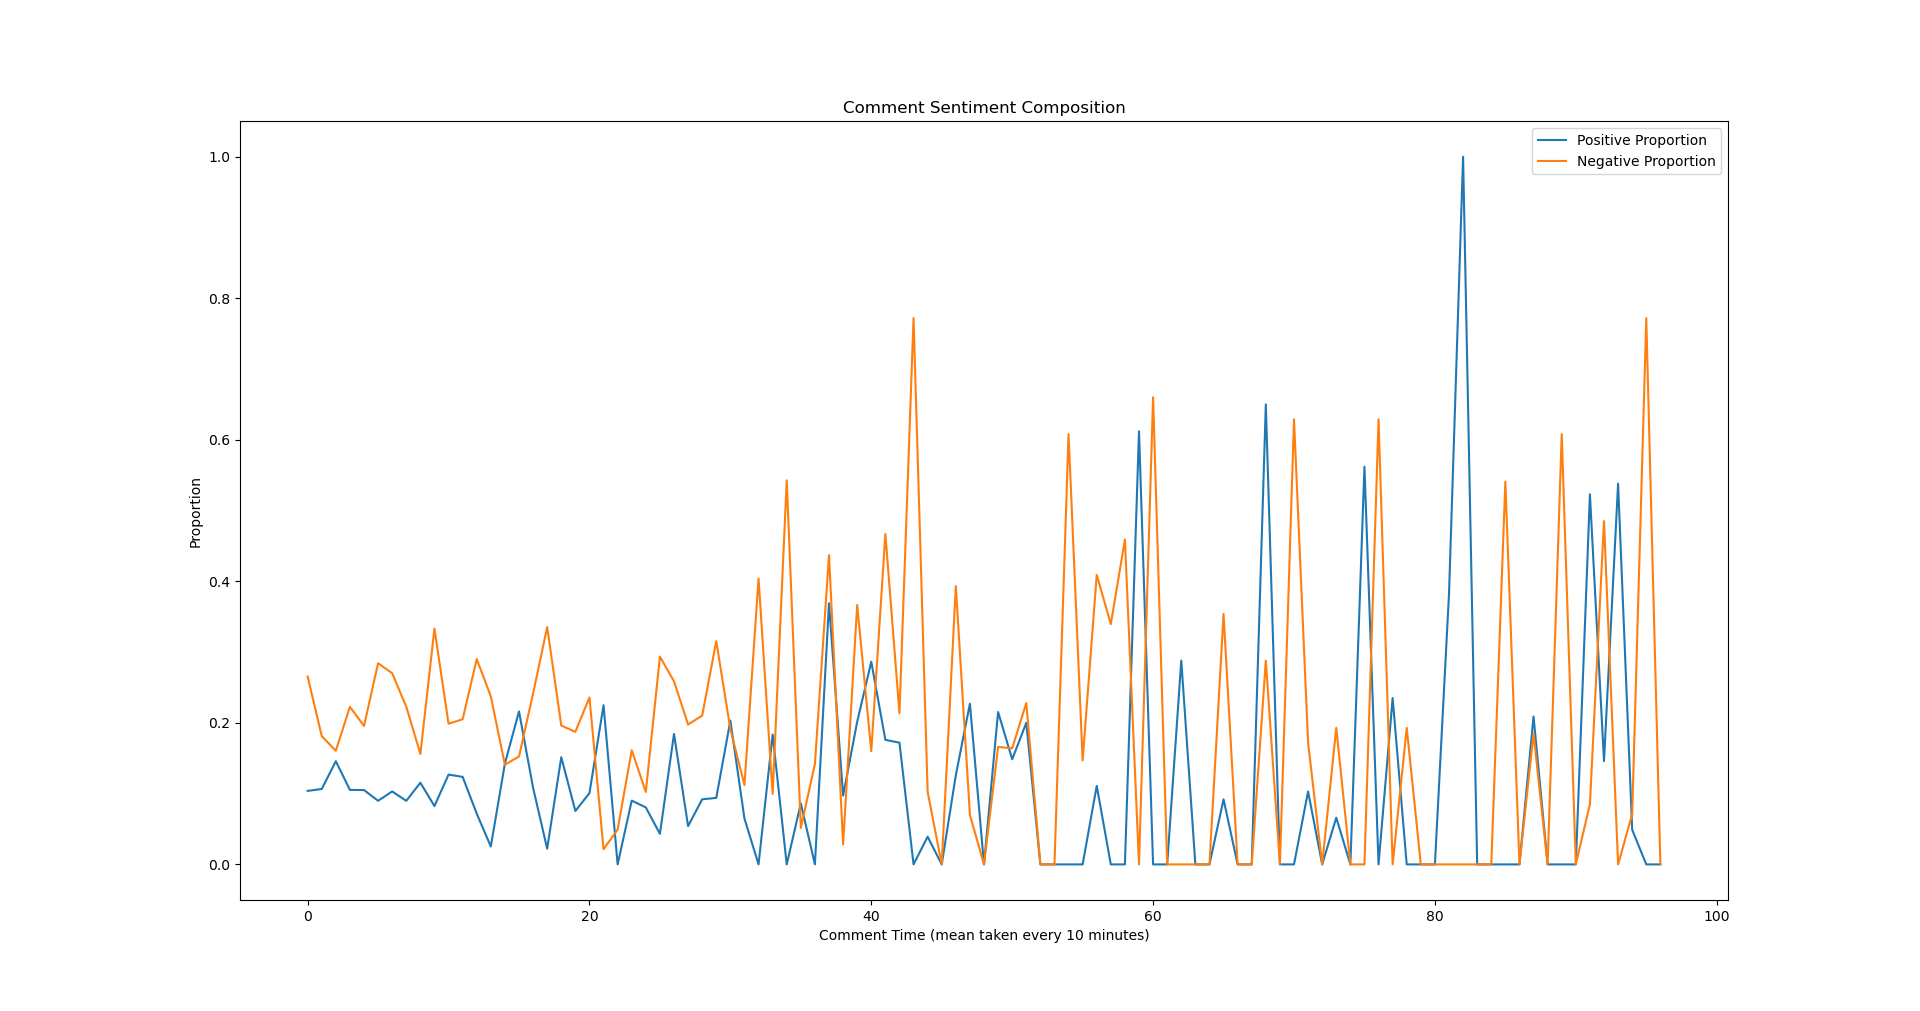 Comment Sentiment Composition
Positive Proportion
Negative Proportion
1.0
0.8
0.6
0.4
0.2
0.0
Proportion
0 20 40 60 80 100
Comment Time (mean taken every 10 minutes)